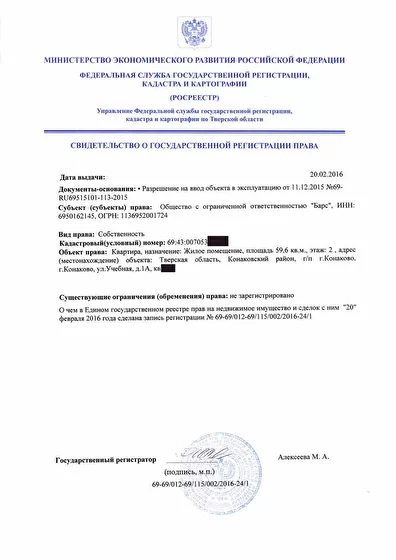 МИНИСТЕРСТВО ЭКОНОМИЧЕСКОГО РАЗВИТИЯ РОССИЙСКОЙ ФЕДЕРАЦИИ
ФЕДЕРАЛЬНАЯ СЛУЖБА ГОСУДАРСТВЕННОЙ РЕГИСТРАЦИИ,
КАДАСТРА И КАРТОГРАФИИ
(РОСРЕЕСТР)
Управление Федеральной службы государственной регистрации,
кадастра и картографии по Тверской области
СВИДЕТЕЛЬСТВО О ГОСУДАРСТВЕННОЙ РЕГИСТРАЦИИ ПРАВА
Дата выдачи: 20.02.2016
Документы-основания: • Разрешение на ввод объекта в эксплуатацию от 11.12.2015 №69-
RU69515101-113-2015
Субъект (субъекты) права: Общество с ограниченной ответственностью "Барс", ИНН:
6950162145, ОГРН: 1136952001724
Вид права: Собственность
Кадастровый(условный) номер: 69:43:007053
Объект права: Квартира, назначение: Жилое помещение, площадь 59,6 кв.м., этаж: 2 , адрес
(местонахождение) объекта: Тверская область, Конаковский район, г/п г.Конаково,
г.Конаково, ул.Учебная, д.1А, кв
Существующие ограничения (обременения) права: не зарегистрировано
О чем в Едином государственном реестре прав на недвижимое имущество и сделок с ним "20"
февраля 2016 года сделана запись регистрации № 69-69/012-69/115/002/2016-24/1
Государственный регистратор Алексеева М. А.
(подпись, м.п.)
69-69/012-69/115/002/2016-24/1